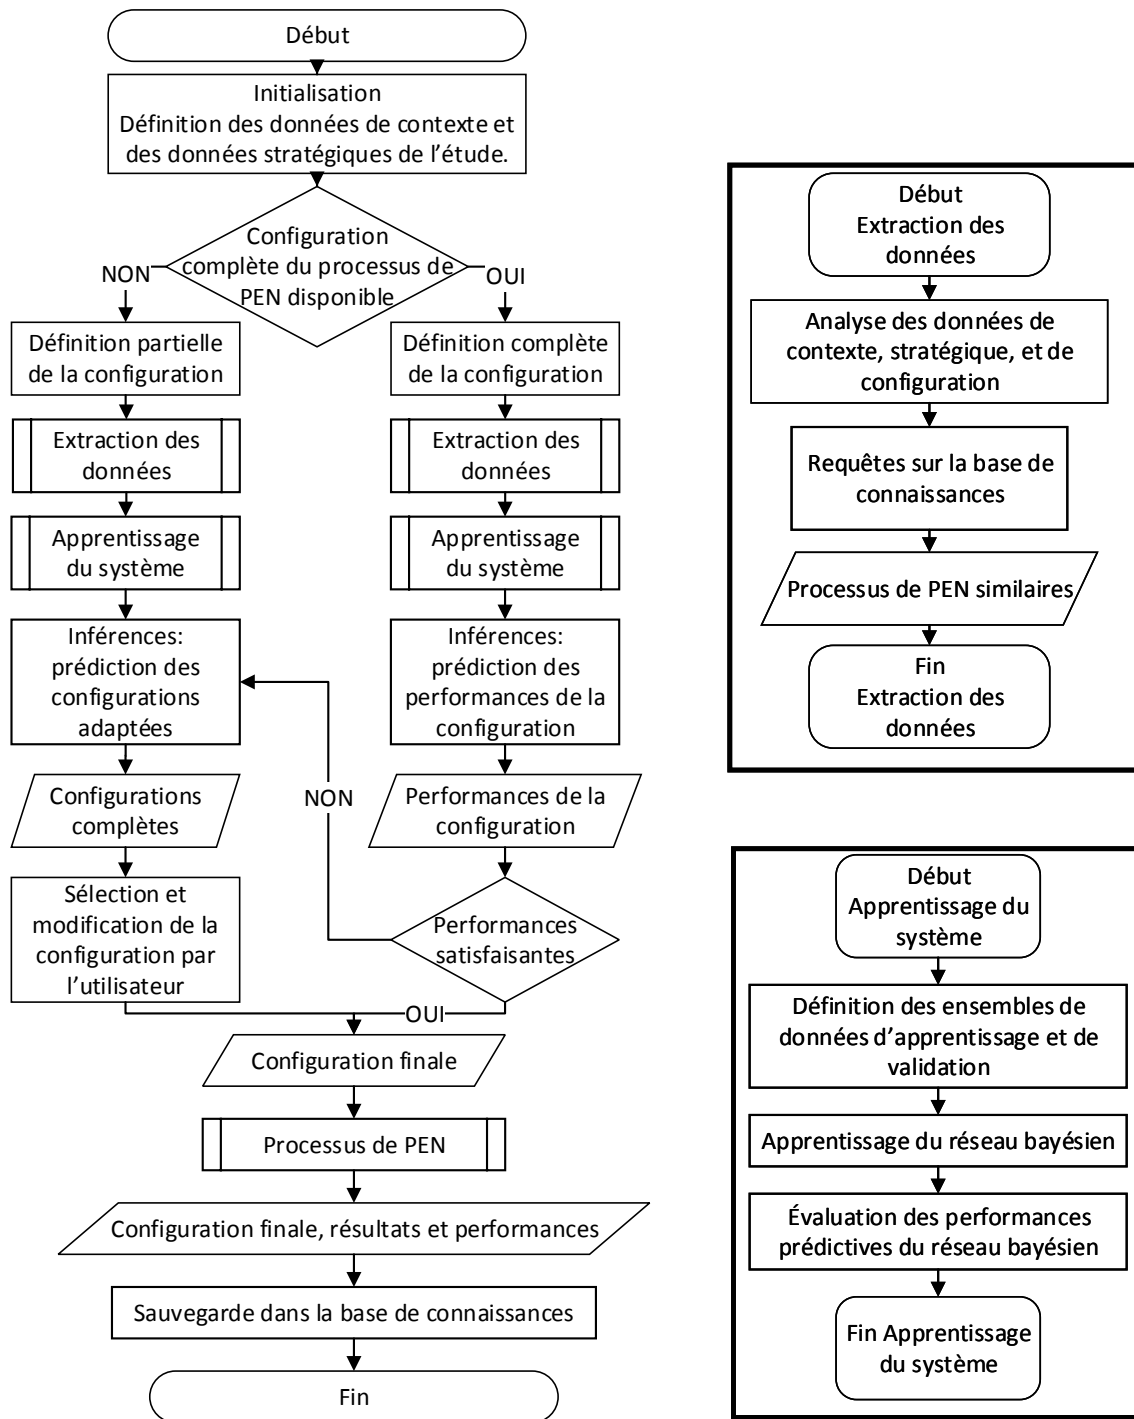 Début
Initialisation
Définition des données de contexte et
des données stratégiques de l'étude.
Configuration
complète du processus de
PEN disponible
NON
OUI
Définition partielle
de la configuration
Extraction des
données
Apprentissage
du système
Inférences:
prédiction des
configurations
adaptées
Configurations
complètes
Sélection et
modification de la
configuration par
l'utilisateur
Définition complète
de la configuration
Extraction des
données
Apprentissage
du système
Inférences:
prédiction des
performances de la
configuration
Performances de la
configuration
Performances
satisfaisantes
NON
OUI
Configuration finale
Processus de PEN
Configuration finale, résultats et performances
Sauvegarde dans la base de connaissances
Fin
Début
Extraction des
données
Analyse des données de
contexte, stratégique, et de
configuration
Requêtes sur la base de
connaissances
Processus de PEN similaires
Fin
Extraction des
données
Début
Apprentissage du
système
Définition des ensembles de
données d'apprentissage et de
validation
Apprentissage du réseau bayésien
Évaluation des performances
prédictives du réseau bayésien
Fin Apprentissage
du système